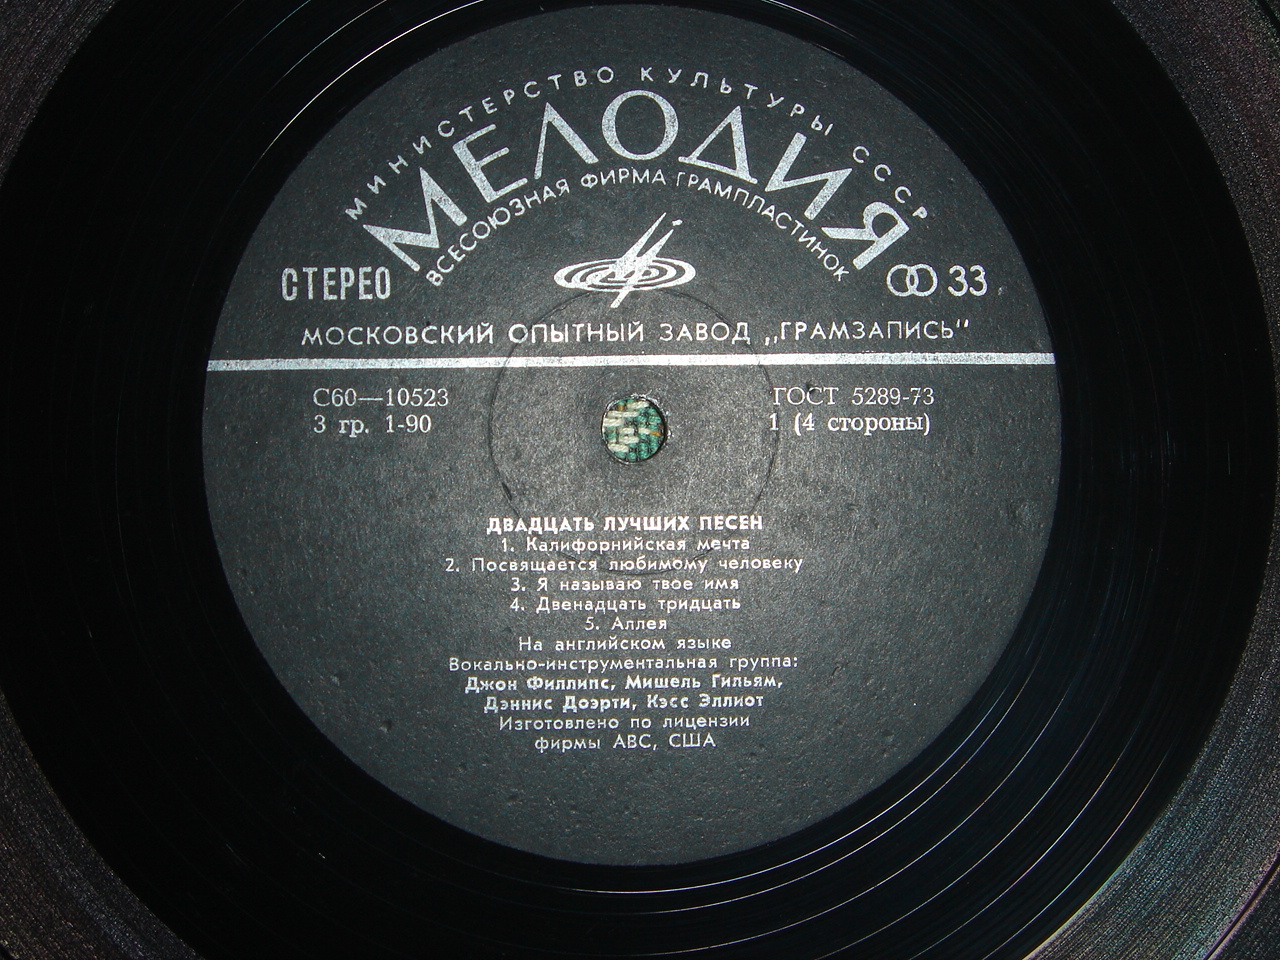 МИНИСТЕРСТВО КУЛЬТУРЫ СССР
МЕЛОДИЯ
ВСЕСОЮЗНАЯ ФИРМА ГРАМПЛАСТИНОК
СТЕРЕО
33
МОСКОВСКИЙ ОПЫТНЫЙ ЗАВОД „ГРАМЗАПИСЬ"
С60—10523
ГОСТ 5289-73
3 гр. 1-90
1 (4 стороны)
ДВАДЦАТЬ ЛУЧШИХ ПЕСЕН
1. Калифорнийская мечта
2. Посвящается любимому человеку
3. Я называю твое имя
4. Двенадцать тридцать
5. Аллея
На английском языке
Вокально-инструментальная группа:
Джон Филлипс, Мишель Гильям,
Дэннис Доэрти, Кэсс Эллиот
Изготовлено по лицензии
фирмы АВС, США